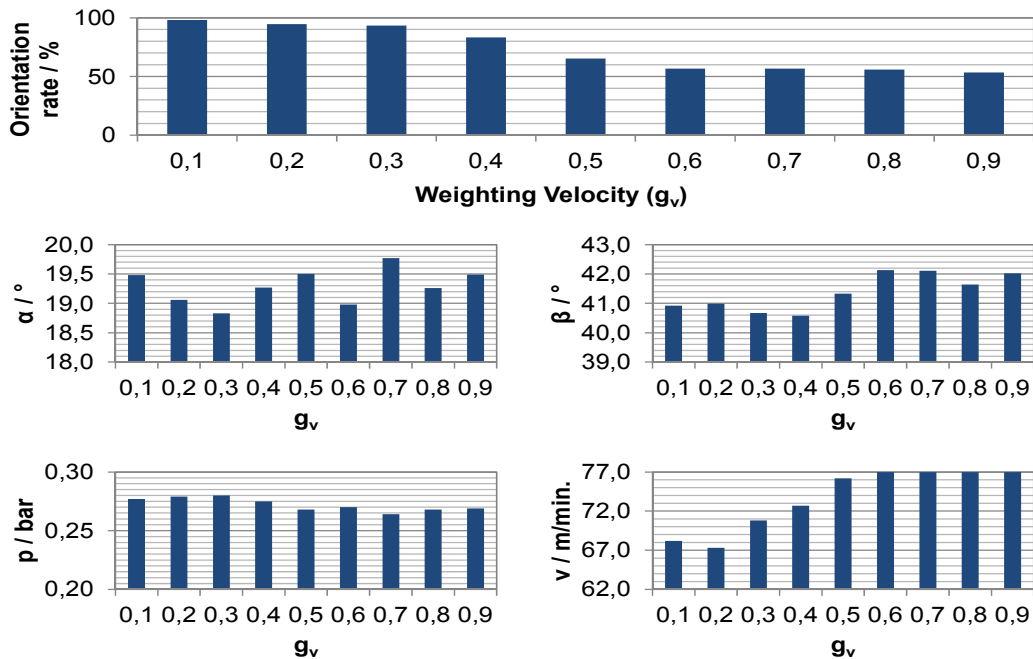 Orientation
rate / %
100
50
0
0,1 0,2 0,3 0,4 0,5 0,6 0,7 0,8 0,9
Weighting Velocity (gv)
α / °
20,0
19,5
19,0
18,5
18,0
0,1 0,2 0,3 0,4 0,5 0,6 0,7 0,8 0,9
gv
β / °
43,0
42,0
41,0
40,0
39,0
0,1 0,2 0,3 0,4 0,5 0,6 0,7 0,8 0,9
gv
p / bar
0,30
0,25
0,20
0,1 0,2 0,3 0,4 0,5 0,6 0,7 0,8 0,9
gv
v / m/min.
77,0
72,0
67,0
62,0
0,1 0,2 0,3 0,4 0,5 0,6 0,7 0,8 0,9
gv